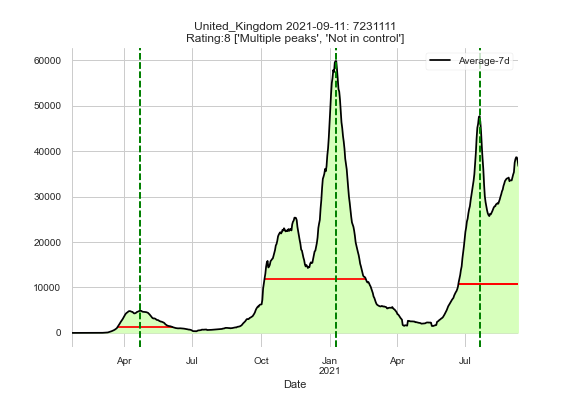 United_Kingdom 2021-09-11: 7231111
Rating:8 ['Multiple peaks', 'Not in control']
Average-7d
60000
50000
40000
30000
20000
10000
0
Apr
Jul
Oct
Jan
2021
Apr
Jul
Date